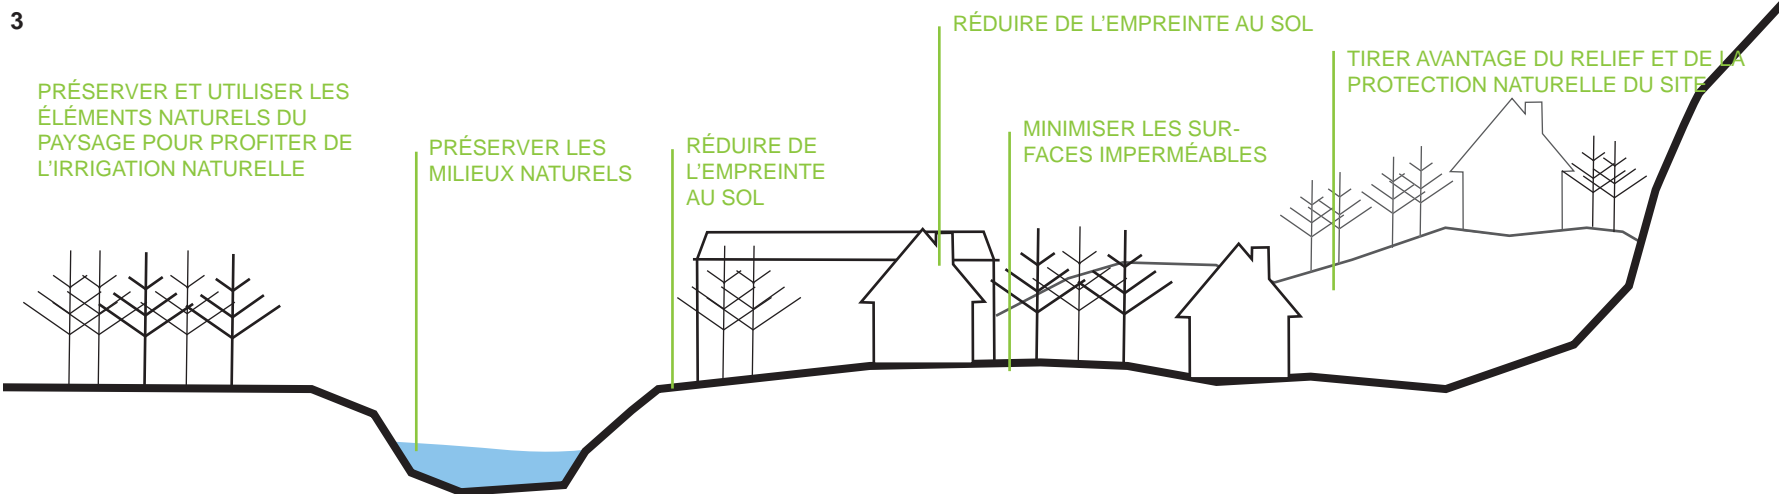 3
PRÉSERVER ET UTILISER LES
ÉLÉMENTS NATURELS DU
PAYSAGE POUR PROFITER DE
L'IRRIGATION NATURELLE
PRÉSERVER LES
MILIEUX NATURELS
RÉDUIRE DE
L'EMPREINTE
AU SOL
RÉDUIRE DE L'EMPREINTE AU SOL
MINIMISER LES SUR-
FACES IMPERMÉABLES
TIRER AVANTAGE DU RELIEF ET DE LA
PROTECTION NATURELLE DU SITE